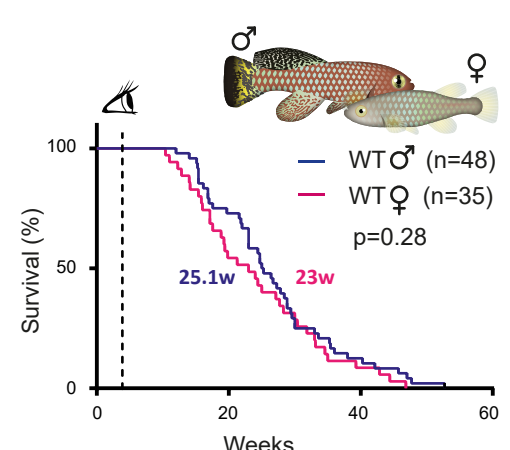 ♂
♀
100
WT♂ (n=48)
WT♀ (n=35)
p=0.28
Survival (%)
50
25.1w
23w
0
0
20
40
60
Weeks